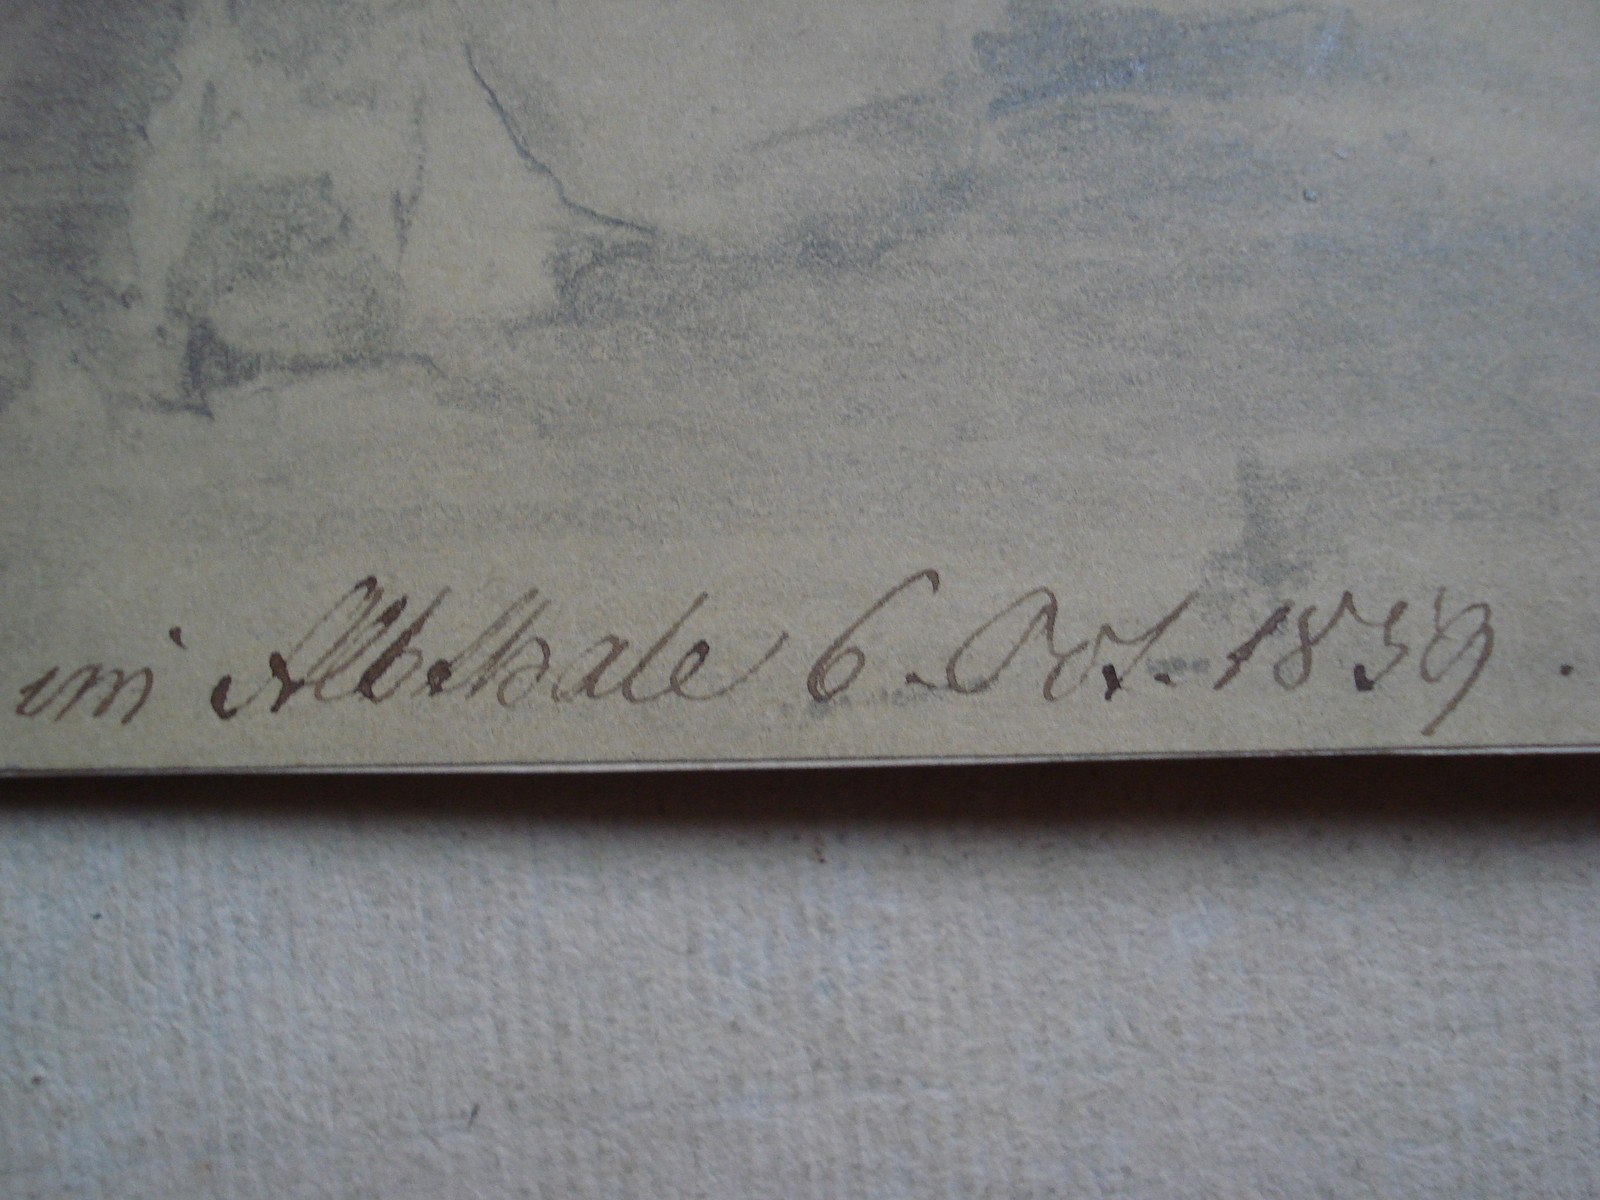 im Albthale 6. Oct. 1839.